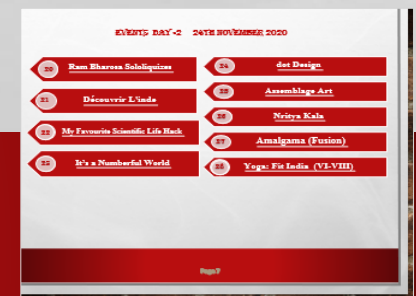 EVENTS DAY -2 24TH NOVEMBER 2020
20 Ram Bharosa Sololiquizes
21 Découvrir L'inde
22 My Favourite Scientific Life Hack
23 It's a Numberful World
24 dot Design
25 Assemblage Art
26 Nritya Kala
27 Amalgama (Fusion)
28 Yoga: Fit India (VI-VIII)
Page 7